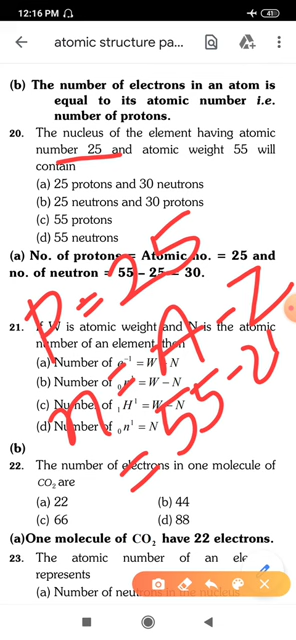 12:16 PM
41
atomic structure pa...
(b) The number of electrons in an atom is
equal to its atomic number i.e.
number of protons.
20. The nucleus of the element having atomic
number 25 and atomic weight 55 will
contain
(a) 25 protons and 30 neutrons
(b) 25 neutrons and 30 protons
(c) 55 protons
(d) 55 neutrons
(a) No. of protons = Atomic no. = 25 and
no. of neutron = 55 – 25 = 30.
P = 25
n = A - Z
= 55 - 25
21. If W is atomic weight and N is the atomic
number of an element, then
(a) Number of e⁻¹ = W – N
(b) Number of ₀n¹ = W – N
(c) Number of ₁H¹ = W – N
(d) Number of ₀n¹ = N
(b)
22. The number of electrons in one molecule of
CO₂ are
(a) 22 (b) 44
(c) 66 (d) 88
(a)One molecule of CO₂ have 22 electrons.
23. The atomic number of an
represents
(a) Number of neutrons in the nucleus